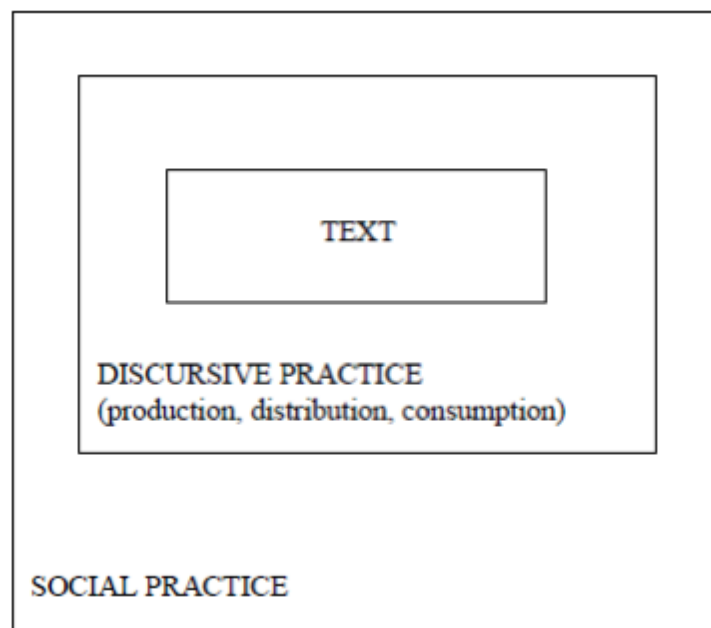 TEXT
DISCURSIVE PRACTICE
(production, distribution, consumption)
SOCIAL PRACTICE